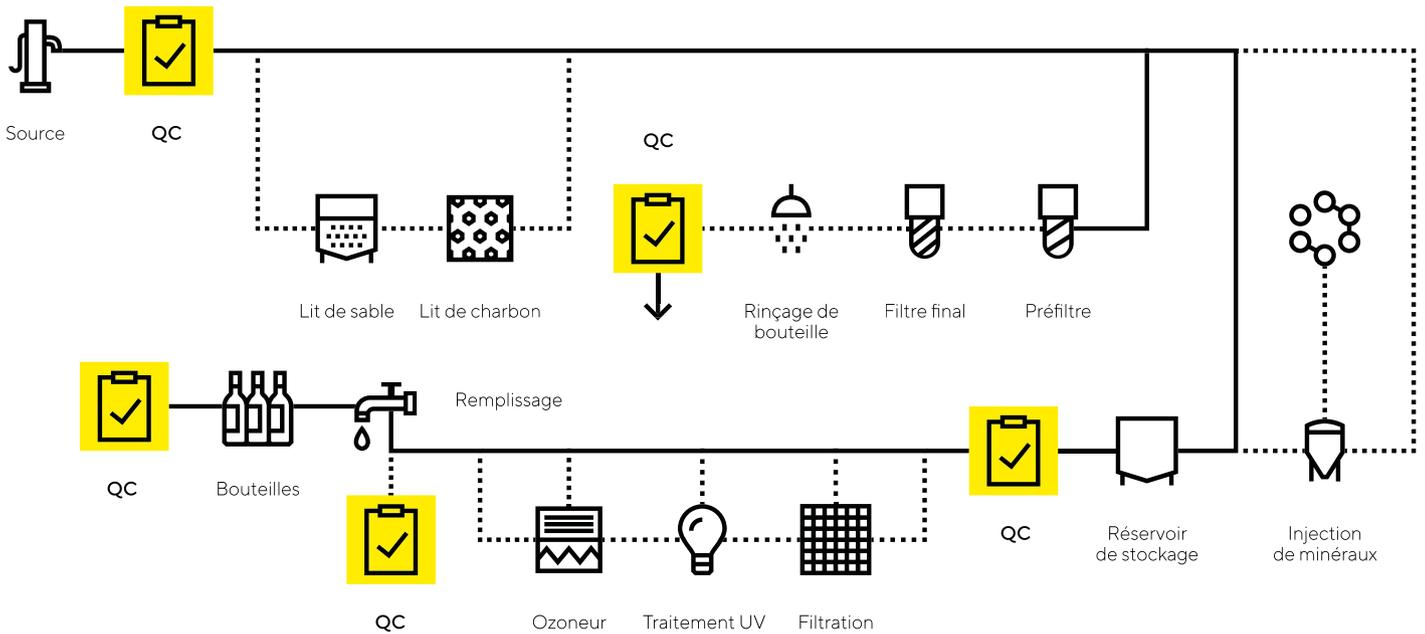 Source
QC
QC
Lit de sable
Lit de charbon
Rinçage de
bouteille
Filtre final
Préfiltre
Remplissage
QC
Bouteilles
QC
Réservoir
de stockage
Injection
de minéraux
QC
Ozoneur
Traitement UV
Filtration